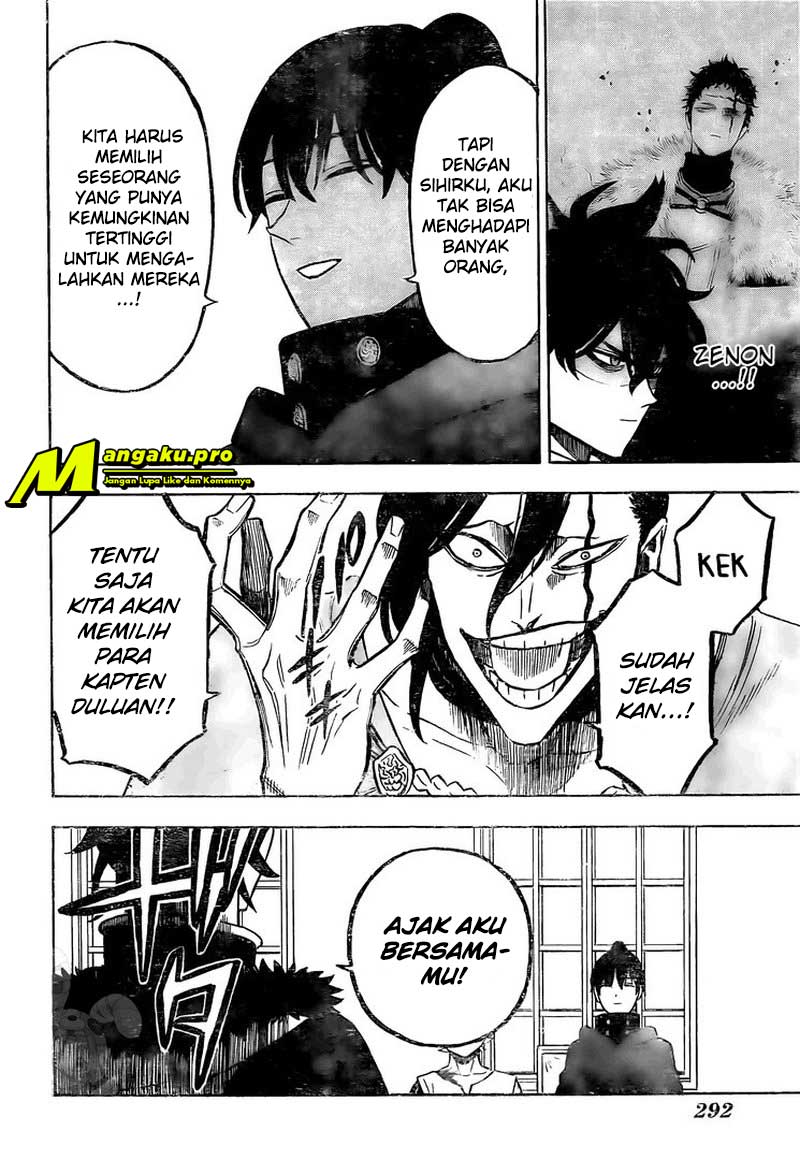 ZENON
...!!
TAPI
DENGAN
SIHIRKU, AKU
TAK BISA
MENGHADAPI
BANYAK
ORANG,
KITA HARUS
MEMILIH
SESEORANG
YANG PUNYA
KEMUNGKINAN
TERTINGGI
UNTUK MENGA-
LAHKAN MEREKA
...!
Mangaku.pro
Jangan Lupa Like dan Komennya
KEK
SUDAH
JELAS
KAN...!
TENTU
SAJA
KITA AKAN
MEMILIH
PARA
KAPTEN
DULUAN!!
AJAK AKU
BERSAMA-
MU!
292